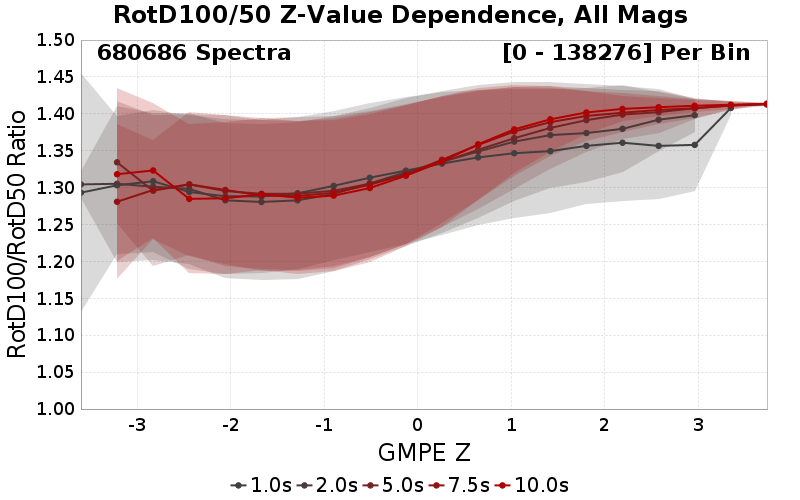 RotD100/50 Z-Value Dependence, All Mags
680686 Spectra
[0 - 138276] Per Bin
RotD100/RotD50 Ratio
1.50
1.45
1.40
1.35
1.30
1.25
1.20
1.15
1.10
1.05
1.00
-3 -2 -1 0 1 2 3
GMPE Z
1.0s 2.0s 5.0s 7.5s 10.0s